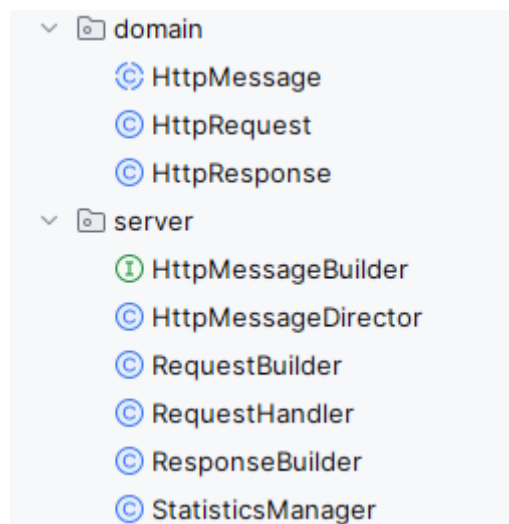 domain
HttpMessage
HttpRequest
HttpResponse
server
HttpMessageBuilder
HttpMessageDirector
RequestBuilder
RequestHandler
ResponseBuilder
StatisticsManager